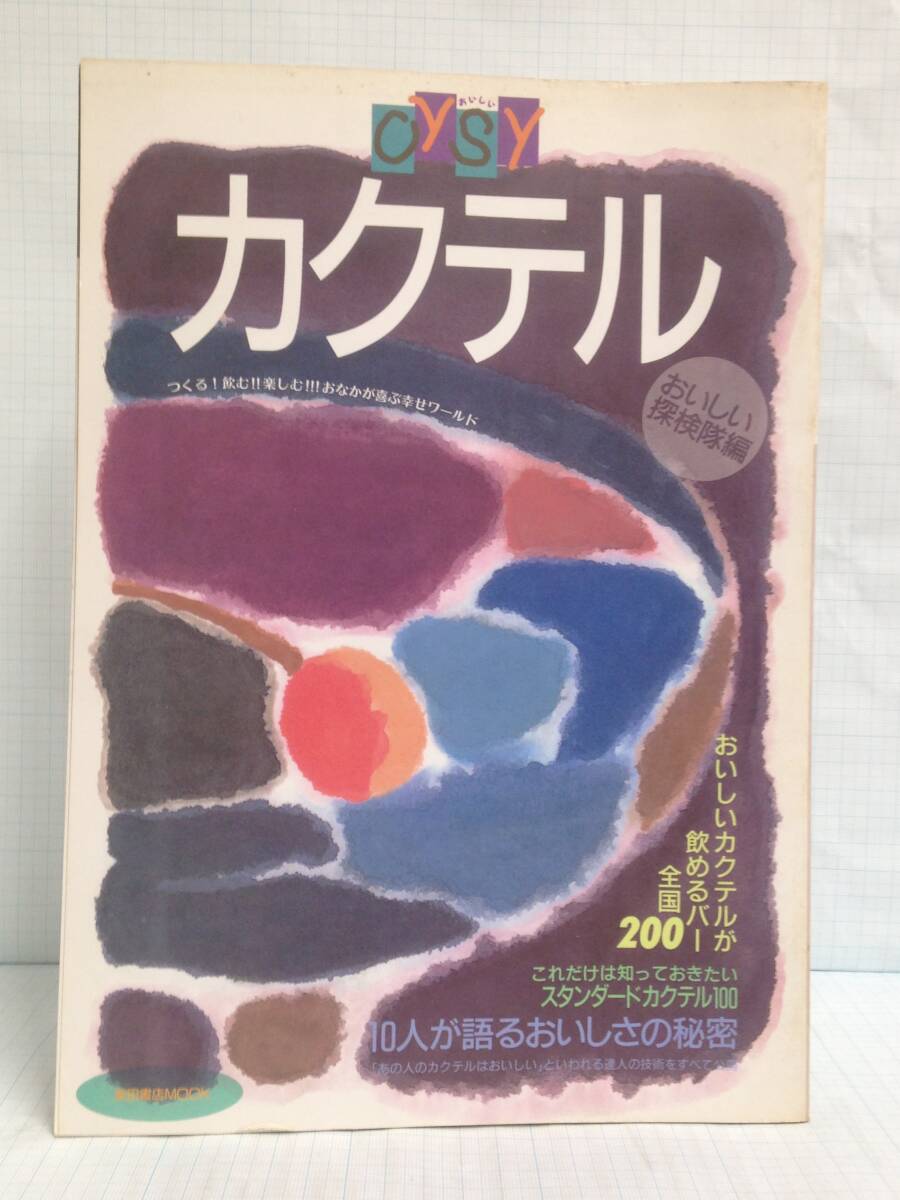 おいしい
OYSY
カクテル
つくる!飲む!!楽しむ!!!おなかが喜ぶ幸せワールド
おいしい
探検隊編
おいしいカクテルが
飲めるバー
全国
200
これだけは知っておきたい
スタンダードカクテル100
10人が語るおいしさの秘密
「あの人のカクテルはおいしい」といわれる達人の技術をすべて公開
柴田書店MOOK